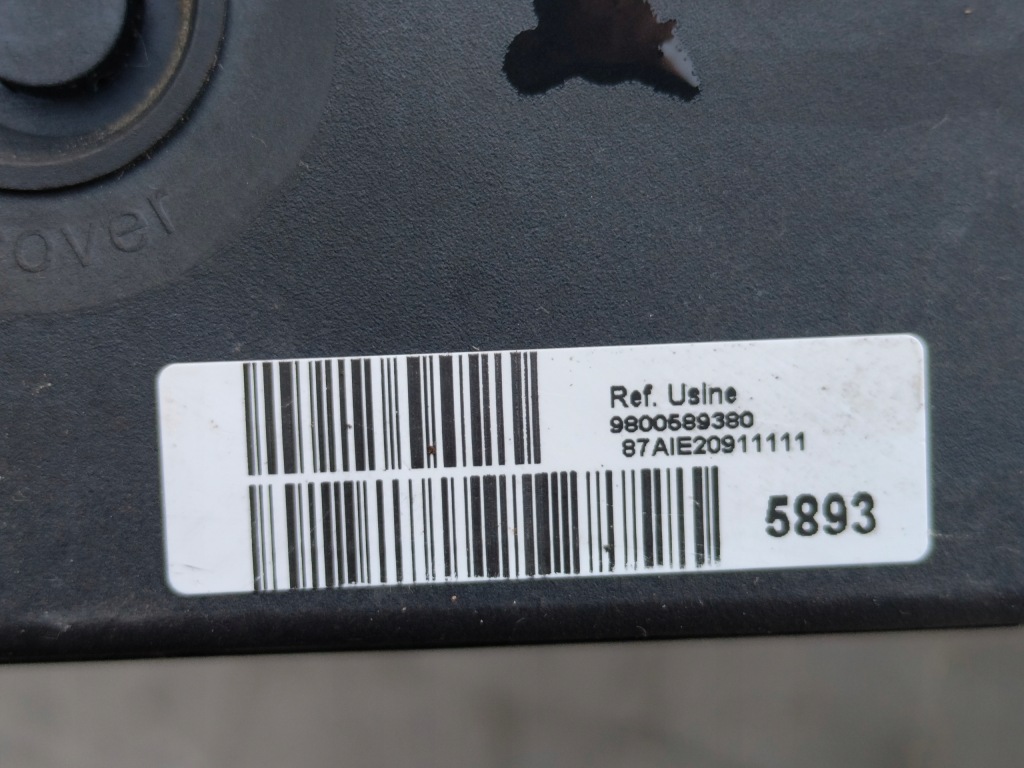 over
Ref. Usine
9800589380
87AIE20911111
5893